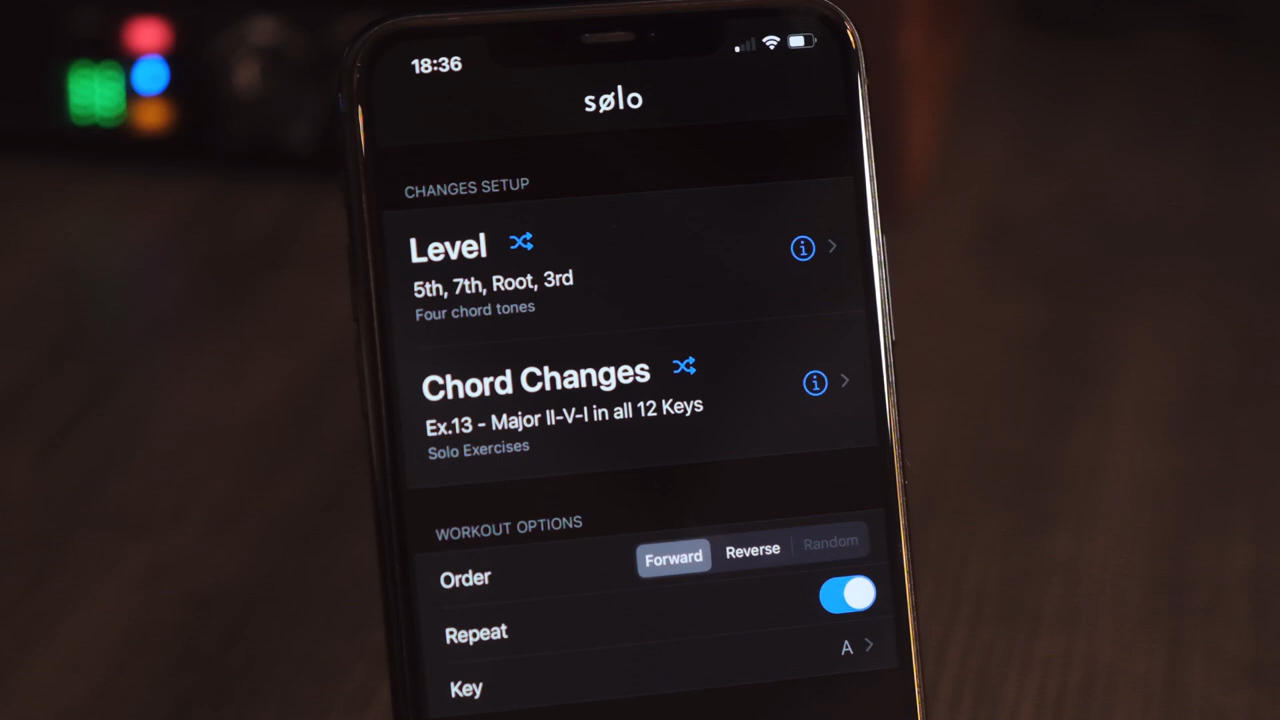 18:36
sølo
CHANGES SETUP
Level
5th, 7th, Root, 3rd
Four chord tones
Chord Changes
Ex.13 - Major II-V-I in all 12 Keys
Solo Exercises
WORKOUT OPTIONS
Order Forward Reverse Random
Repeat
Key A